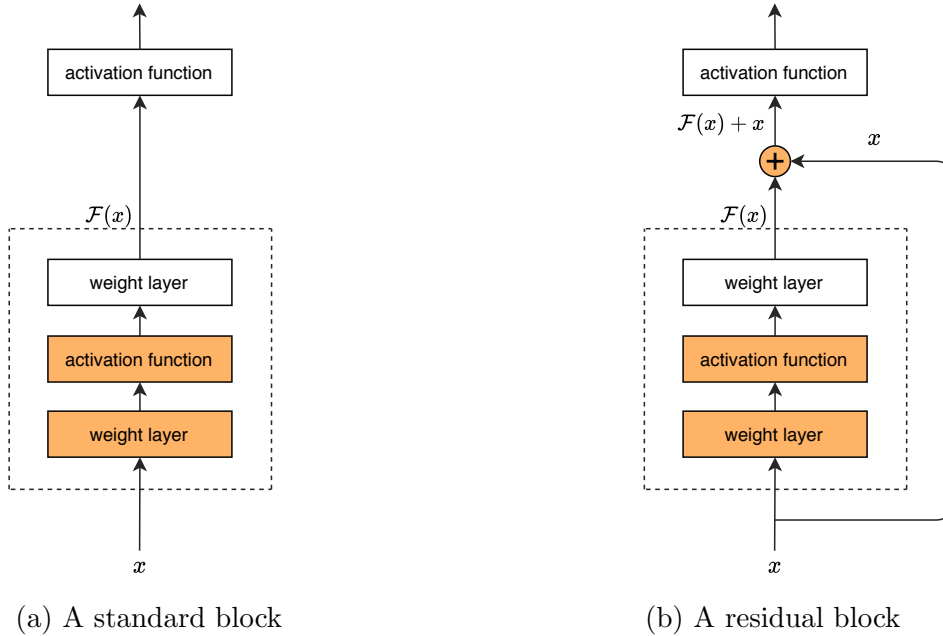 activation function
𝓕(x)
weight layer
activation function
weight layer
x
(a) A standard block
activation function
𝓕(x) + x
x
+
𝓕(x)
weight layer
activation function
weight layer
x
(b) A residual block